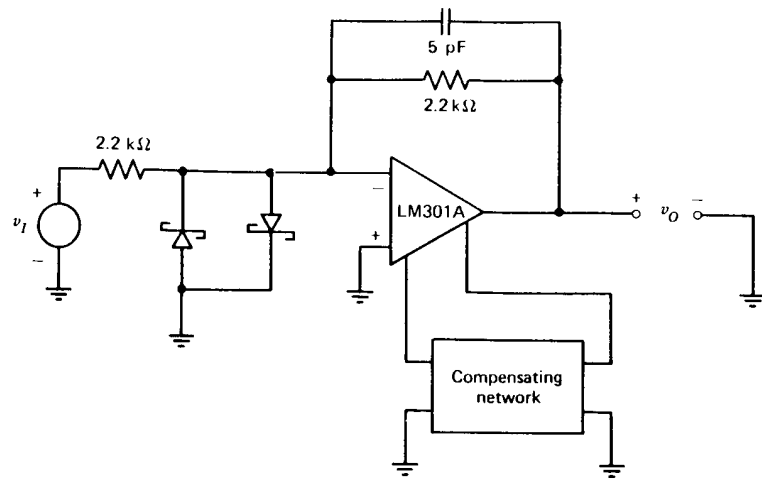 5 pF
2.2 kΩ
2.2 kΩ
+
v_I
−
−
LM301A
+
+ v_O −
Compensating
network